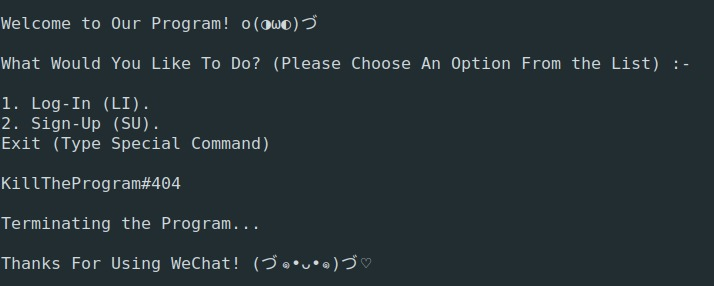 Welcome to Our Program! o(◑ω◐)づ
What Would You Like To Do? (Please Choose An Option From the List) :-
1. Log-In (LI).
2. Sign-Up (SU).
Exit (Type Special Command)
KillTheProgram#404
Terminating the Program...
Thanks For Using WeChat! (づ๑•ᴗ•๑)づ♡